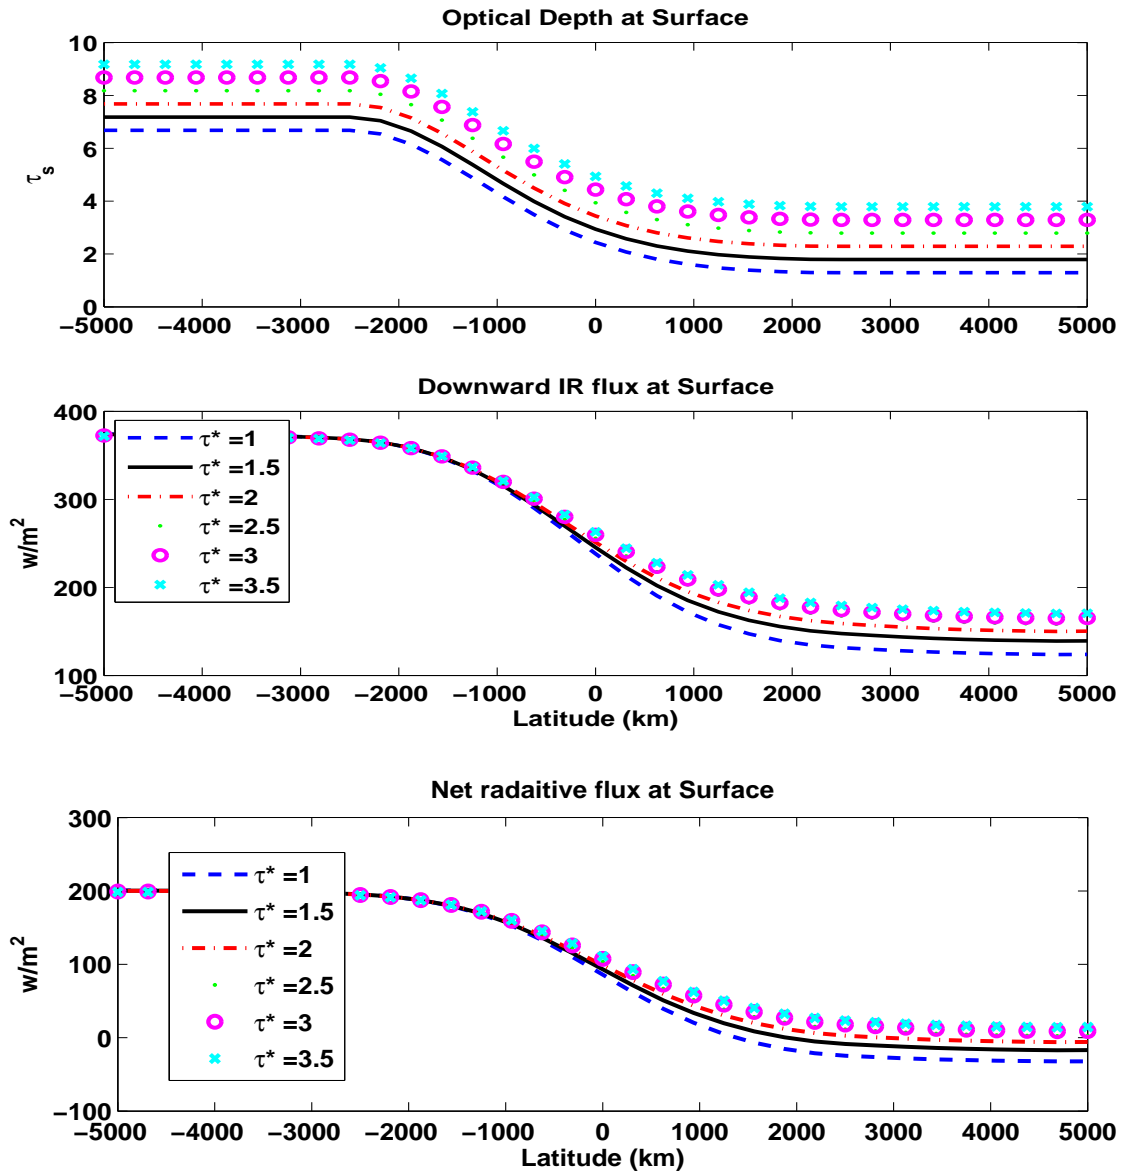 Optical Depth at Surface
10
8
6
4
2
0
τs
−5000 −4000 −3000 −2000 −1000 0 1000 2000 3000 4000 5000
Downward IR flux at Surface
400
300
200
100
w/m²
τ* =1
τ* =1.5
τ* =2
τ* =2.5
τ* =3
τ* =3.5
−5000 −4000 −3000 −2000 −1000 0 1000 2000 3000 4000 5000
Latitude (km)
Net radaitive flux at Surface
300
200
100
0
−100
w/m²
τ* =1
τ* =1.5
τ* =2
τ* =2.5
τ* =3
τ* =3.5
−5000 −4000 −3000 −2000 −1000 0 1000 2000 3000 4000 5000
Latitude (km)